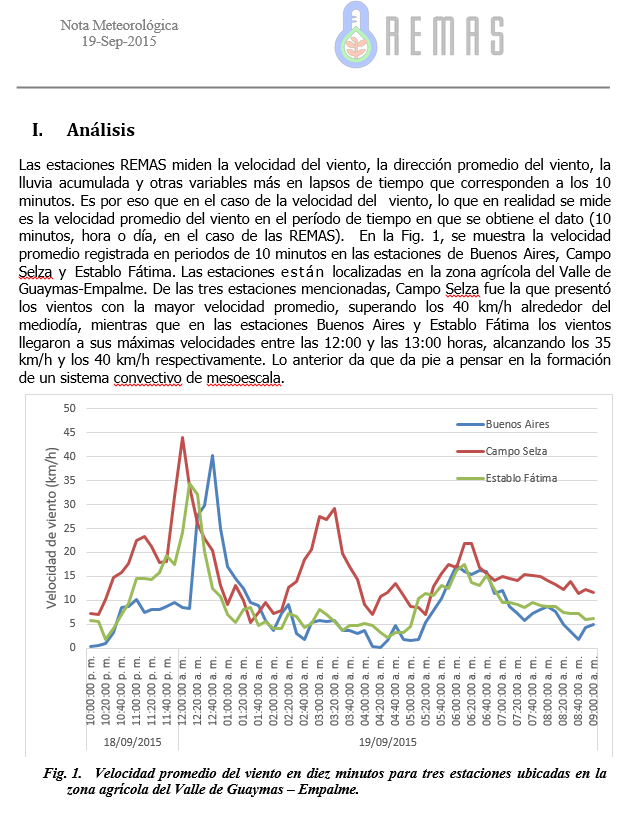 Nota Meteorológica
19-Sep-2015
REMAS
I. Análisis
Las estaciones REMAS miden la velocidad del viento, la dirección promedio del viento, la
lluvia acumulada y otras variables más en lapsos de tiempo que corresponden a los 10
minutos. Es por eso que en el caso de la velocidad del viento, lo que en realidad se mide
es la velocidad promedio del viento en el período de tiempo en que se obtiene el dato (10
minutos, hora o día, en el caso de las REMAS). En la Fig. 1, se muestra la velocidad
promedio registrada en periodos de 10 minutos en las estaciones de Buenos Aires, Campo
Selza y Establo Fátima. Las estaciones están localizadas en la zona agrícola del Valle de
Guaymas-Empalme. De las tres estaciones mencionadas, Campo Selza fue la que presentó
los vientos con la mayor velocidad promedio, superando los 40 km/h alrededor del
mediodía, mientras que en las estaciones Buenos Aires y Establo Fátima los vientos
llegaron a sus máximas velocidades entre las 12:00 y las 13:00 horas, alcanzando los 35
km/h y los 40 km/h respectivamente. Lo anterior da que da pie a pensar en la formación
de un sistema convectivo de mesoescala.
Velocidad de viento (km/h)
50
45
40
35
30
25
20
15
10
5
0
Buenos Aires
Campo Selza
Establo Fátima
10:00:00 p. m.
10:20:00 p. m.
10:40:00 p. m.
11:00:00 p. m.
11:20:00 p. m.
11:40:00 p. m.
12:00:00 a. m.
12:20:00 a. m.
12:40:00 a. m.
01:00:00 a. m.
01:20:00 a. m.
01:40:00 a. m.
02:00:00 a. m.
02:20:00 a. m.
02:40:00 a. m.
03:00:00 a. m.
03:20:00 a. m.
03:40:00 a. m.
04:00:00 a. m.
04:20:00 a. m.
04:40:00 a. m.
05:00:00 a. m.
05:20:00 a. m.
05:40:00 a. m.
06:00:00 a. m.
06:20:00 a. m.
06:40:00 a. m.
07:00:00 a. m.
07:20:00 a. m.
07:40:00 a. m.
08:00:00 a. m.
08:20:00 a. m.
08:40:00 a. m.
09:00:00 a. m.
18/09/2015
19/09/2015
Fig. 1. Velocidad promedio del viento en diez minutos para tres estaciones ubicadas en la
zona agrícola del Valle de Guaymas – Empalme.